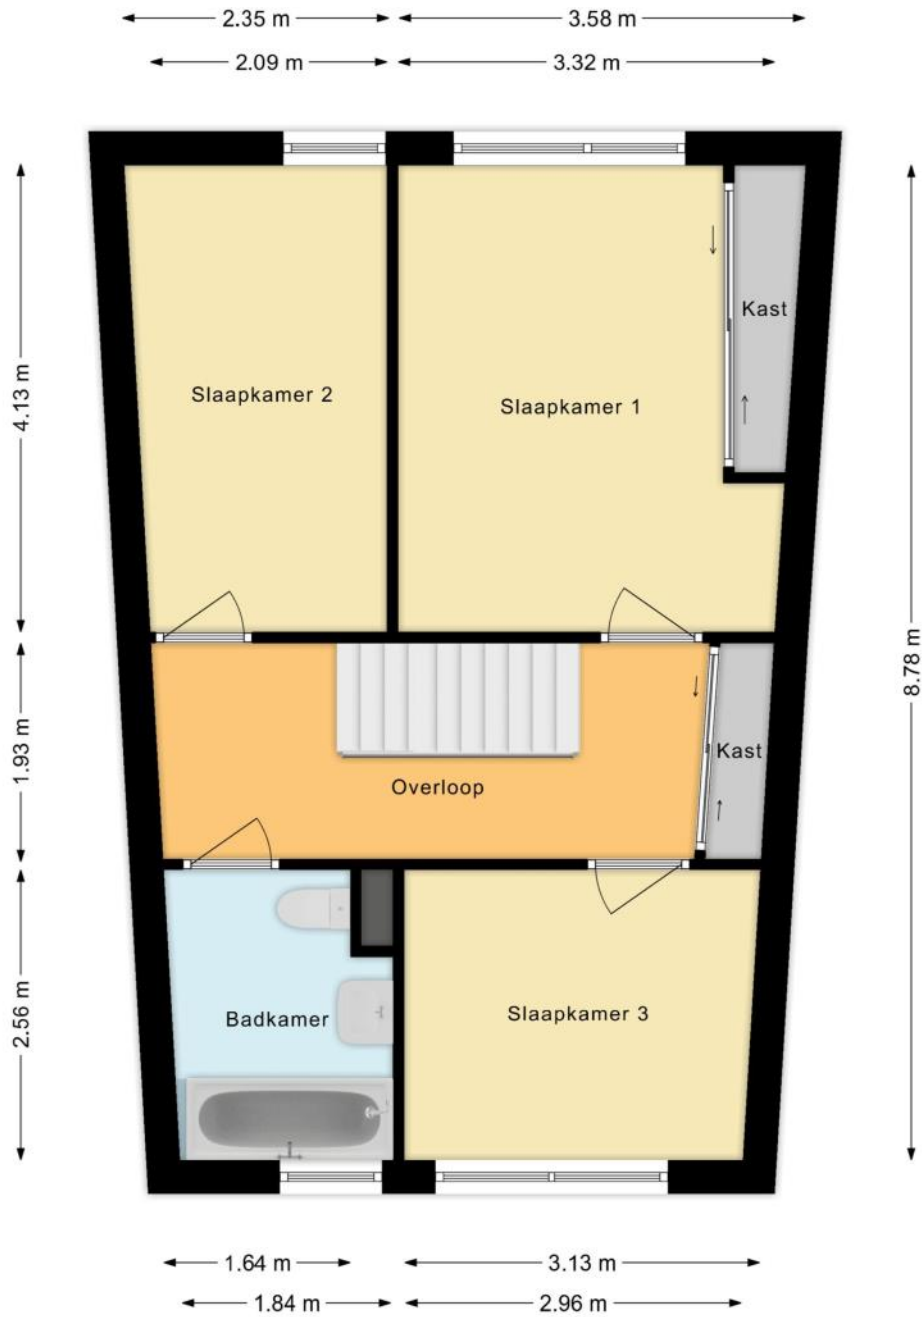 2.35 m
3.58 m
2.09 m
3.32 m
Kast
4.13 m
Slaapkamer 2
Slaapkamer 1
8.78 m
1.93 m
Kast
Overloop
2.56 m
Badkamer
Slaapkamer 3
1.64 m
3.13 m
1.84 m
2.96 m